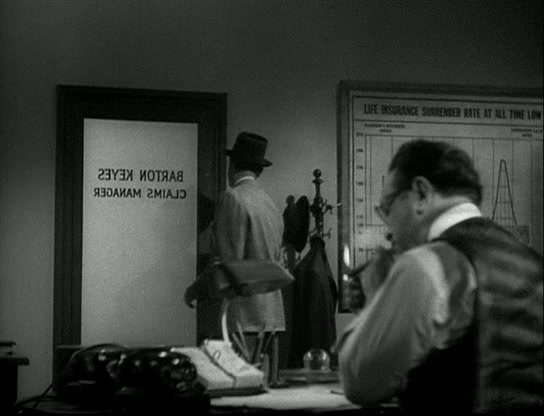 BARTON KEYES
CLAIMS MANAGER
LIFE INSURANCE SURRENDER RATE AT ALL TIME LOW